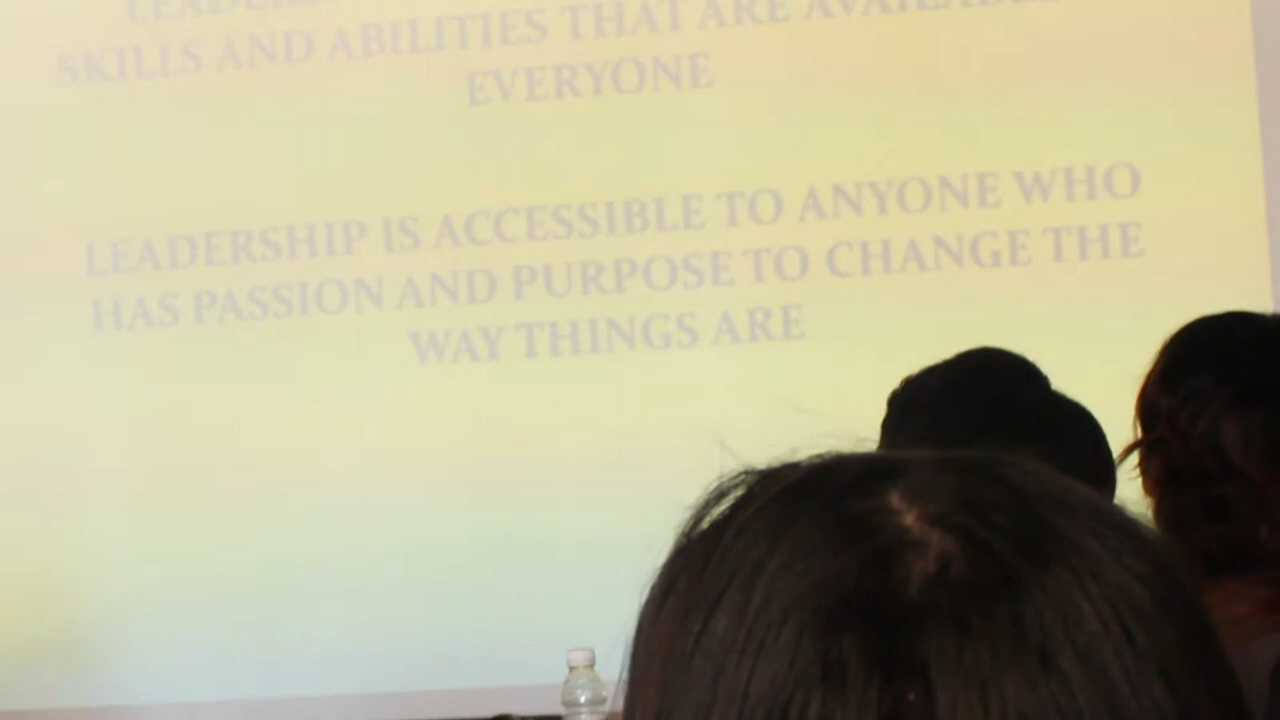 SKILLS AND ABILITIES THAT ARE
EVERYONE
LEADERSHIP IS ACCESSIBLE TO ANYONE WHO
HAS PASSION AND PURPOSE TO CHANGE THE
WAY THINGS ARE